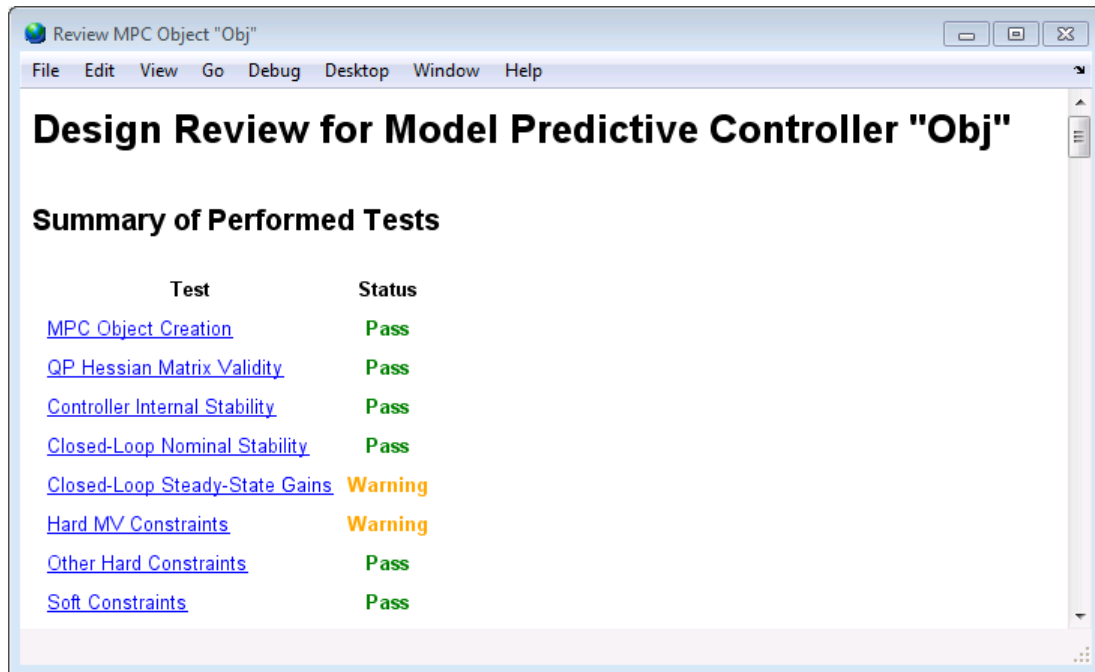 Review MPC Object "Obj"
File Edit View Go Debug Desktop Window Help
Design Review for Model Predictive Controller "Obj"
Summary of Performed Tests
Test Status
MPC Object Creation Pass
QP Hessian Matrix Validity Pass
Controller Internal Stability Pass
Closed-Loop Nominal Stability Pass
Closed-Loop Steady-State Gains Warning
Hard MV Constraints Warning
Other Hard Constraints Pass
Soft Constraints Pass